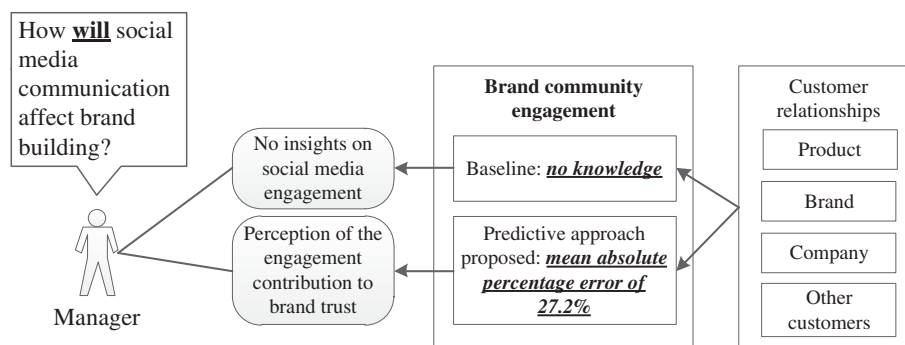 How will social
media
communication
affect brand
building?
Manager
No insights on
social media
engagement
Perception of the
engagement
contribution to
brand trust
Brand community
engagement
Baseline: no knowledge
Predictive approach
proposed: mean absolute
percentage error of
27.2%
Customer
relationships
Product
Brand
Company
Other
customers